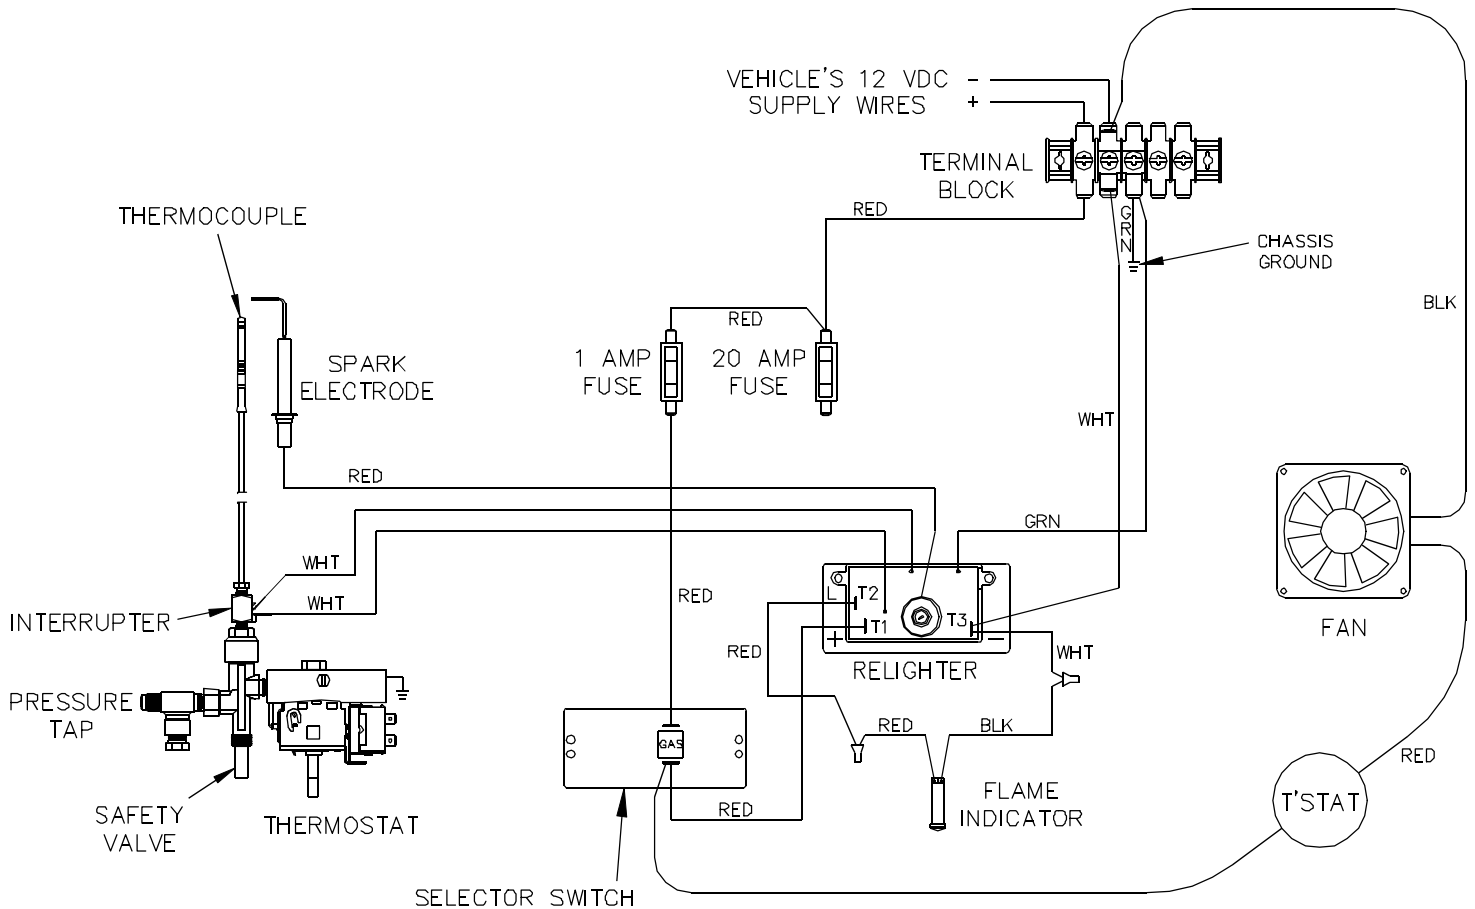 VEHICLE'S 12 VDC -
SUPPLY WIRES +
TERMINAL
BLOCK
THERMOCOUPLE
RED
GRN
CHASSIS
GROUND
BLK
RED
1 AMP
FUSE
20 AMP
FUSE
SPARK
ELECTRODE
WHT
RED
GRN
WHT
WHT
RED
INTERRUPTER
L T2
T1
T3
+ -
FAN
RED
WHT
RELIGHTER
PRESSURE
TAP
RED
BLK
GAS
RED
FLAME
INDICATOR
T'STAT
RED
SAFETY
VALVE
THERMOSTAT
SELECTOR SWITCH